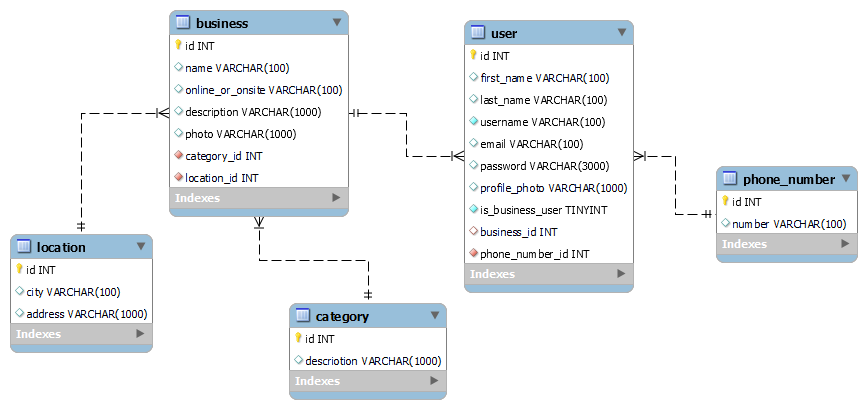 business
id INT
name VARCHAR(100)
online_or_onsite VARCHAR(100)
description VARCHAR(1000)
photo VARCHAR(1000)
category_id INT
location_id INT
Indexes
user
id INT
first_name VARCHAR(100)
last_name VARCHAR(100)
username VARCHAR(100)
email VARCHAR(100)
password VARCHAR(3000)
profile_photo VARCHAR(1000)
is_business_user TINYINT
business_id INT
phone_number_id INT
Indexes
phone_number
id INT
number VARCHAR(100)
Indexes
location
id INT
city VARCHAR(100)
address VARCHAR(1000)
Indexes
category
id INT
descriotion VARCHAR(1000)
Indexes